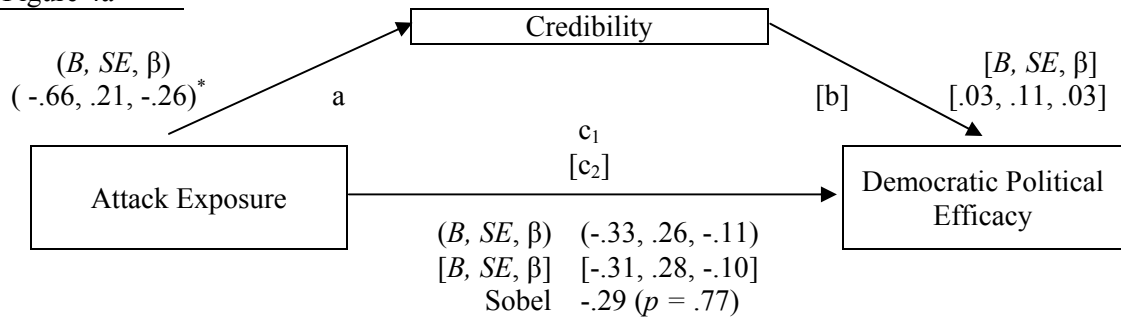 Figure 4a
Credibility
(B, SE, β)
( -.66, .21, -.26)*
a
[b]
[B, SE, β]
[.03, .11, .03]
c₁
[c₂]
Attack Exposure
Democratic Political
Efficacy
(B, SE, β) (-.33, .26, -.11)
[B, SE, β] [-.31, .28, -.10]
Sobel -.29 (p = .77)